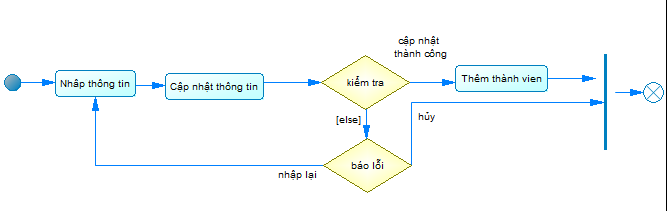 cập nhật
thành công
Nhập thông tin
Cập nhật thông tin
kiểm tra
Thêm thành vien
[else]
hủy
báo lỗi
nhập lại